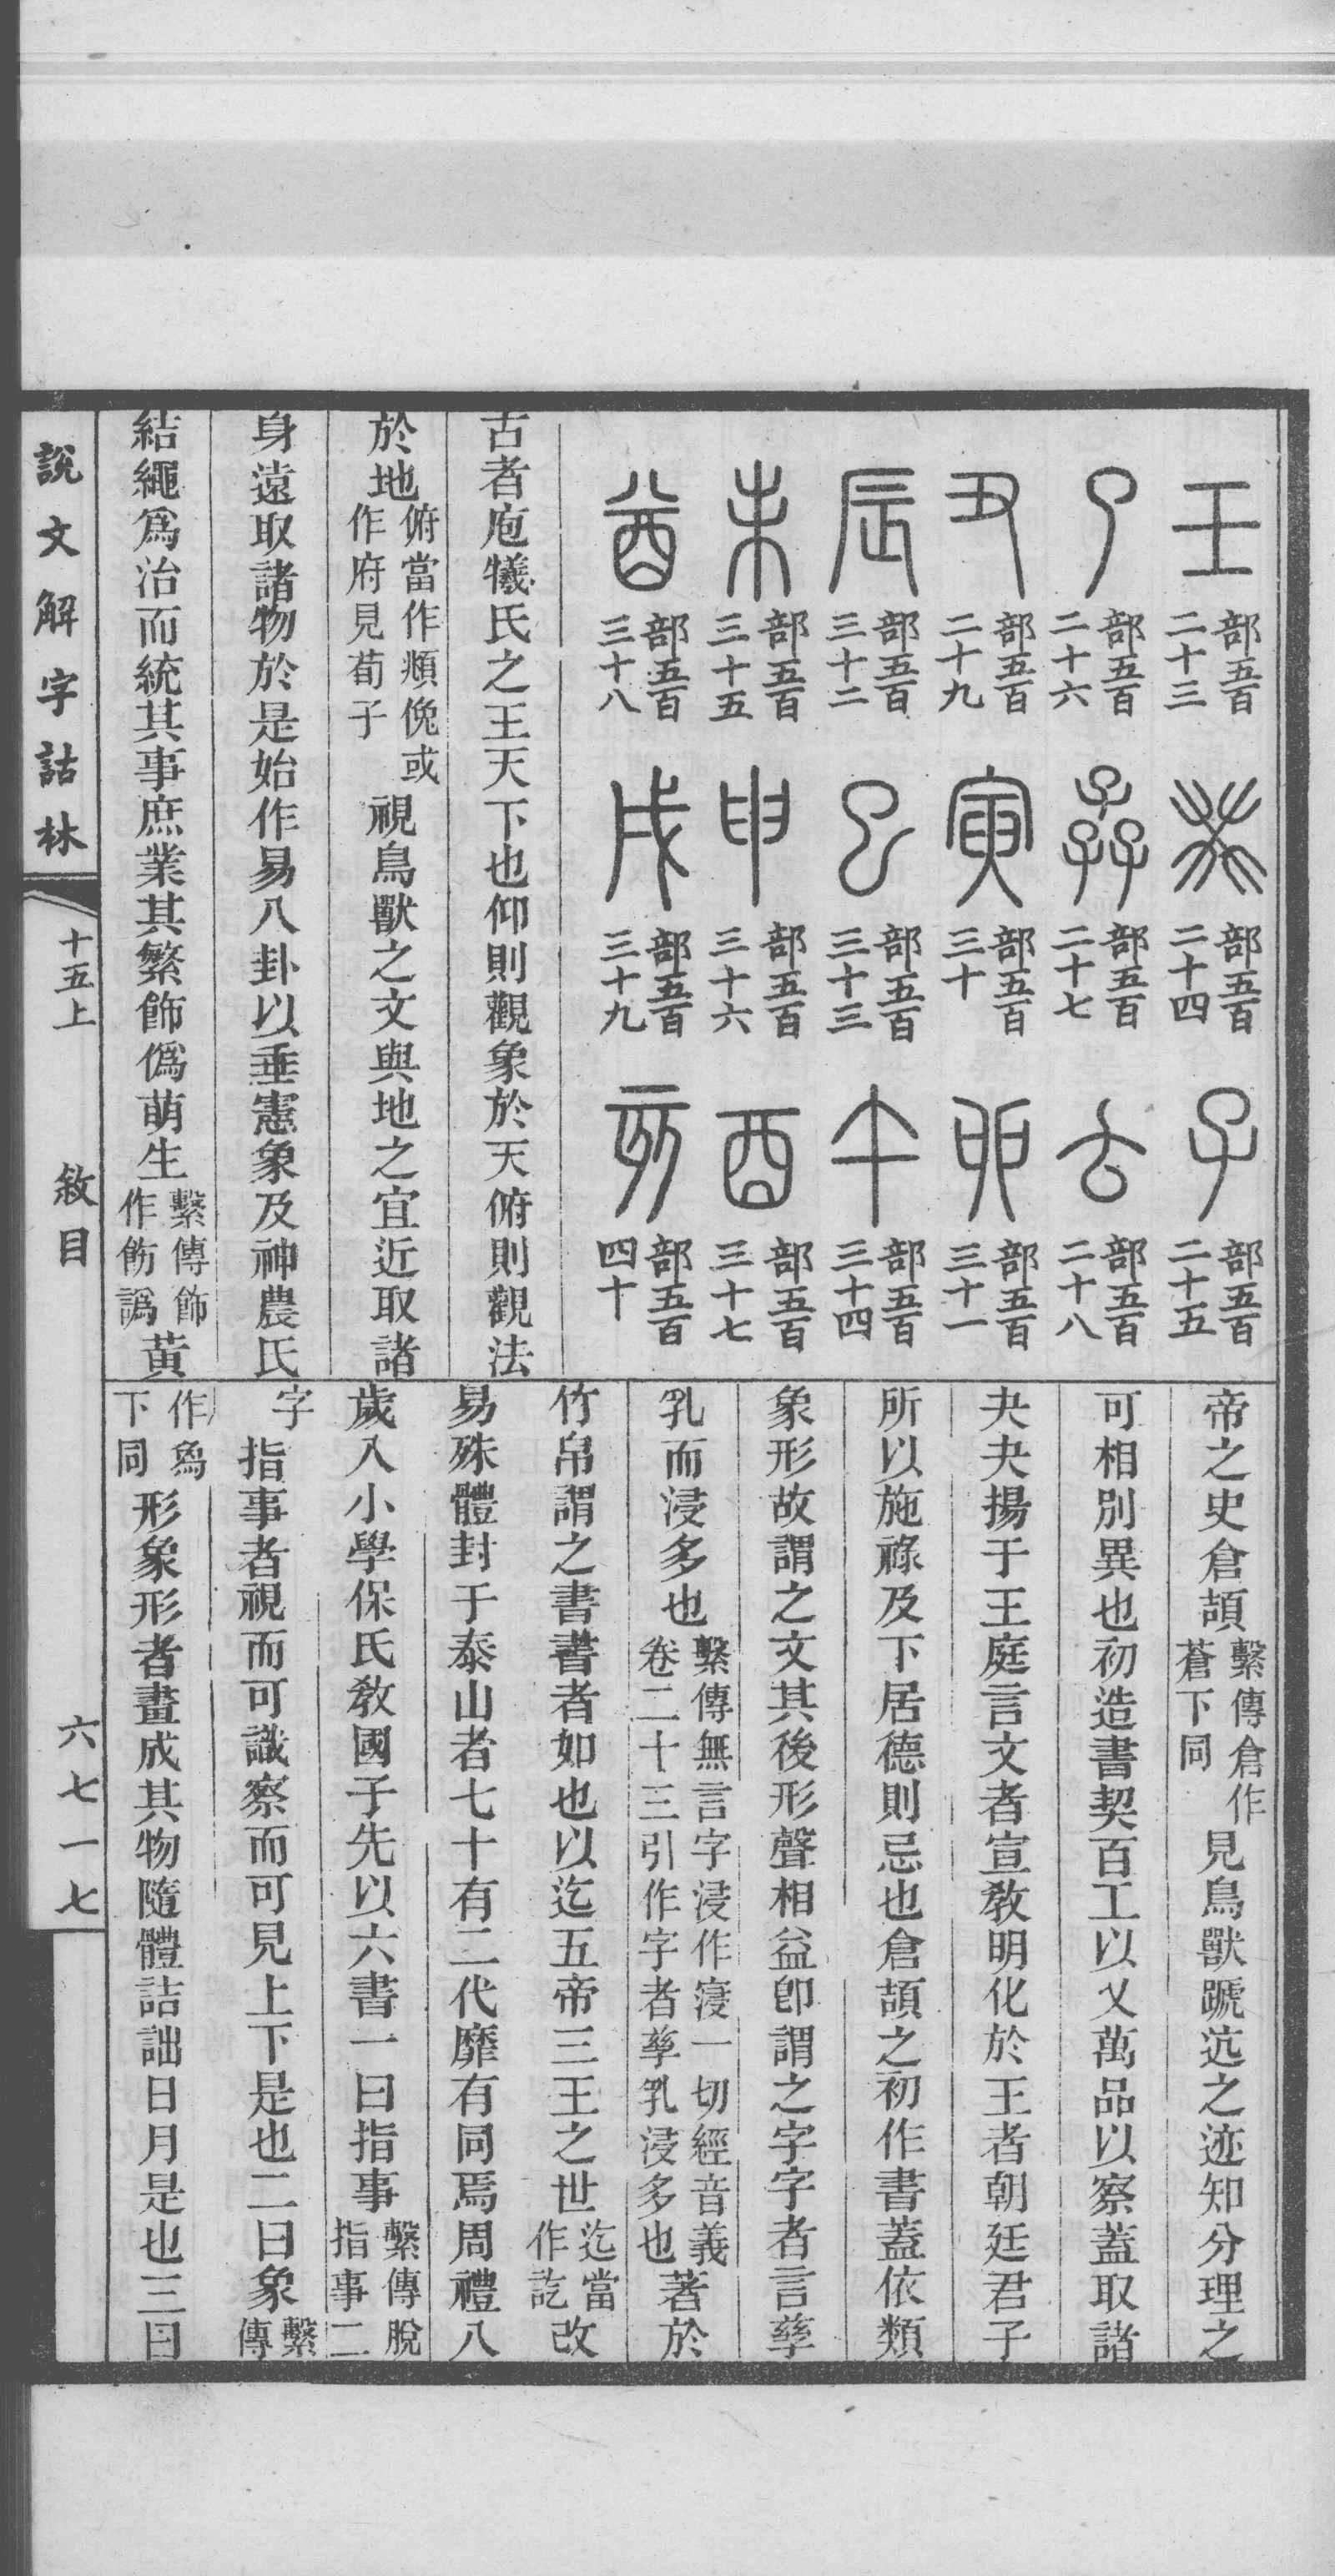 壬部五百二十三 癸部五百二十四 子部五百二十五
了部五百二十六 孨部五百二十七 𠫓部五百二十八
丑部五百二十九 寅部五百三十 卯部五百三十一
辰部五百三十二 巳部五百三十三 午部五百三十四
未部五百三十五 申部五百三十六 酉部五百三十七
酋部五百三十八 戌部五百三十九 亥部五百四十
古者庖犧氏之王天下也仰則觀象於天俯則觀法
於地俯當作頫俛或作府見荀子視鳥獸之文與地之宜近取諸
身遠取諸物於是始作易八卦以垂憲象及神農氏
結繩爲治而統其事庶業其繁飾僞萌生繫傳飾作飭譌黃
帝之史倉頡繫傳倉作蒼下同見鳥獸蹏迒之迹知分理之
可相別異也初造書契百工以乂萬品以察蓋取諸
夬夬揚于王庭言文者宣敎明化於王者朝廷君子
所以施祿及下居德則忌也倉頡之初作書蓋依類
象形故謂之文其後形聲相益卽謂之字字者言孳
乳而浸多也繫傳無言字浸作寖一切經音義卷二十三引作字者孳乳浸多也著於
竹帛謂之書書者如也以迄五帝三王之世迄當作訖改
易殊體封于泰山者七十有二代靡有同焉周禮八
歲入小學保氏敎國子先以六書一曰指事繫傳脫指事二
字指事者視而可識察而可見上下是也二曰象繫傳
作爲下同形象形者畫成其物隨體詰詘日月是也三曰
說文解字詁林
十五上
敘目
六七一七